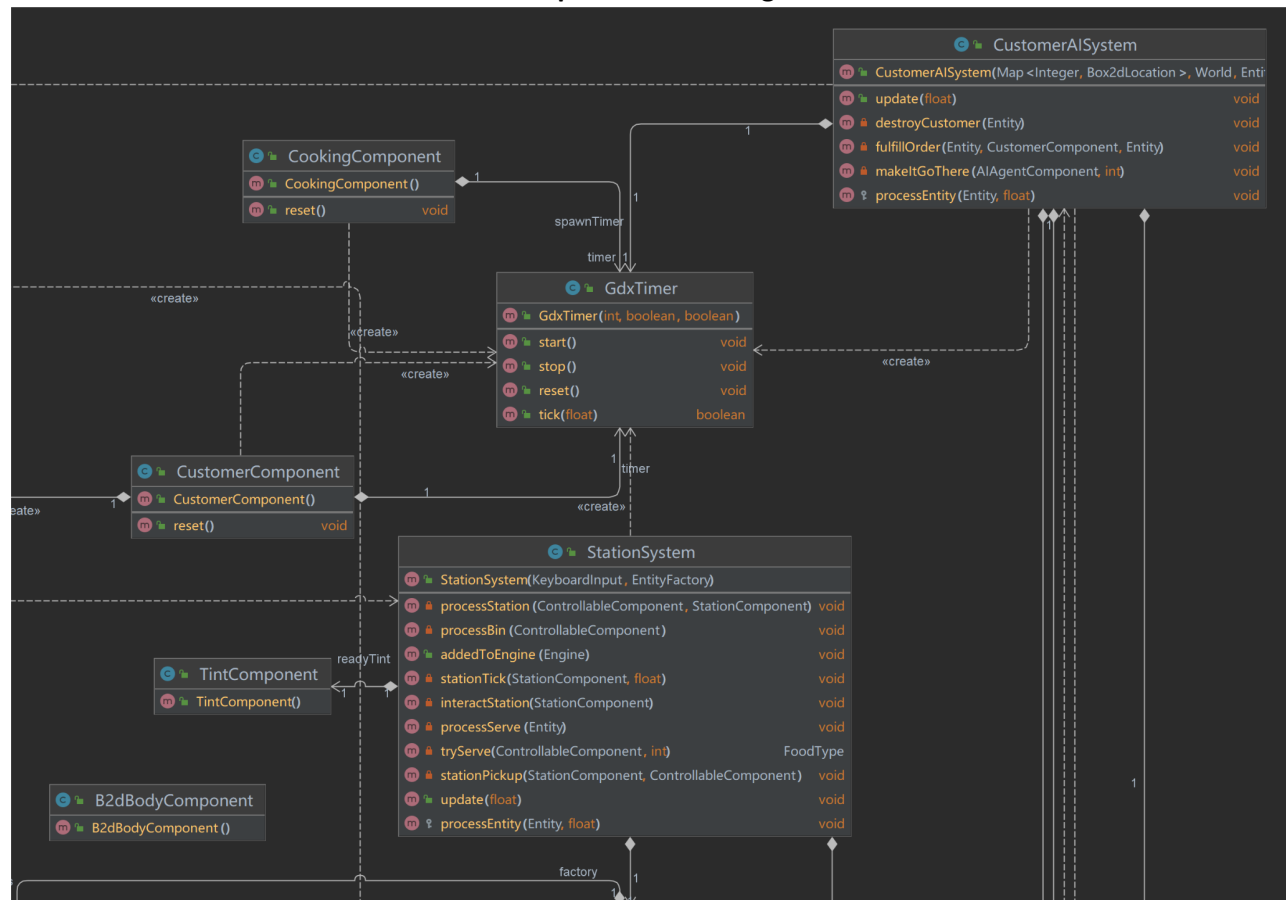 CustomerAISystem
CustomerAISystem(Map <Integer, Box2dLocation >, World, Enti
update(float) void
destroyCustomer(Entity) void
fulfillOrder(Entity, CustomerComponent, Entity) void
makeItGoThere(AIAgentComponent, int) void
processEntity(Entity, float) void
1
1
1
CookingComponent
CookingComponent()
reset() void
1
spawnTimer
timer 1
«create»
«create»
«create»
«create»
GdxTimer
GdxTimer(int, boolean, boolean)
start() void
stop() void
reset() void
tick(float) boolean
1
timer
«create»
CustomerComponent
CustomerComponent()
reset() void
1
1
eate»
StationSystem
StationSystem(KeyboardInput, EntityFactory)
processStation (ControllableComponent, StationComponent) void
processBin (ControllableComponent) void
addedToEngine (Engine) void
stationTick(StationComponent, float) void
interactStation(StationComponent) void
processServe (Entity) void
tryServe(ControllableComponent, int) FoodType
stationPickup(StationComponent, ControllableComponent) void
update(float) void
processEntity(Entity, float) void
readyTint
1
1
TintComponent
TintComponent()
B2dBodyComponent
B2dBodyComponent()
1
factory
1
1